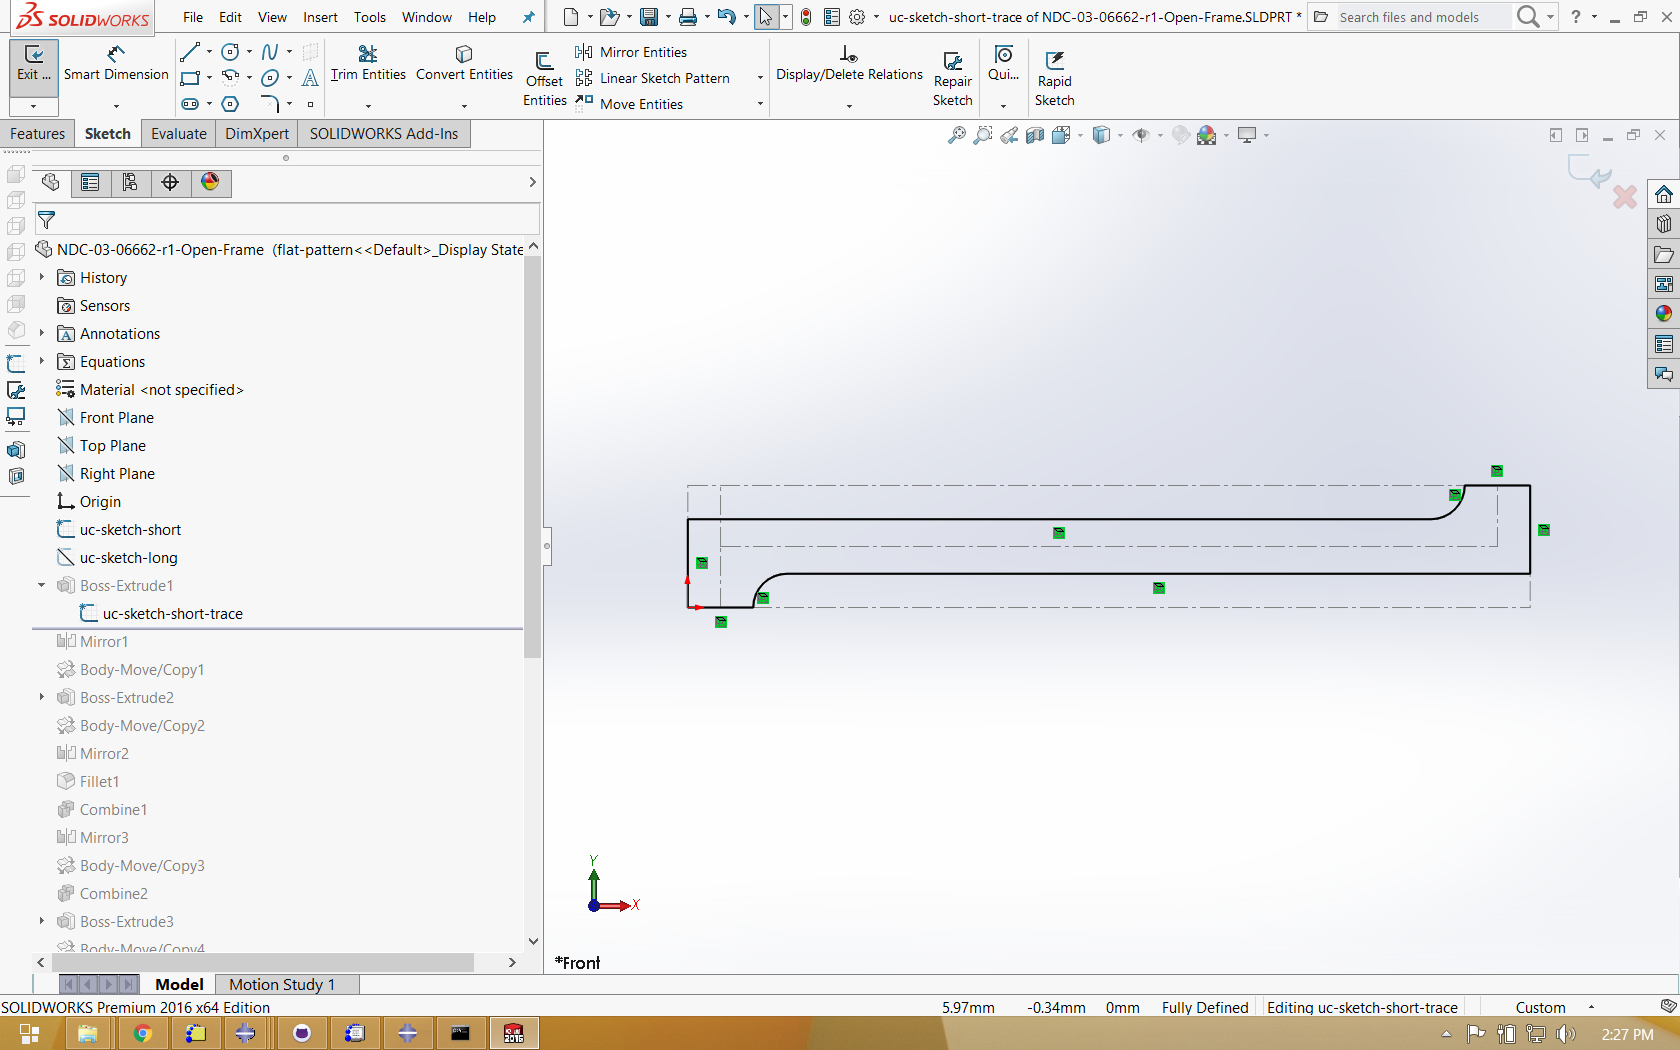 SOLIDWORKS File Edit View Insert Tools Window Help uc-sketch-short-trace of NDC-03-06662-r1-Open-Frame.SLDPRT * Search files and models ?
Exit ... Smart Dimension Trim Entities Convert Entities Offset Entities Mirror Entities Display/Delete Relations Repair Sketch Qui... Rapid Sketch
Linear Sketch Pattern
Move Entities
Features Sketch Evaluate DimXpert SOLIDWORKS Add-Ins
NDC-03-06662-r1-Open-Frame (flat-pattern<<Default>_Display State
History
Sensors
Annotations
Equations
Material <not specified>
Front Plane
Top Plane
Right Plane
Origin
uc-sketch-short
uc-sketch-long
Boss-Extrude1
uc-sketch-short-trace
Mirror1
Body-Move/Copy1
Boss-Extrude2
Body-Move/Copy2
Mirror2
Fillet1
Combine1
Mirror3
Body-Move/Copy3
Combine2
Boss-Extrude3
Body-Move/Copy4
Y
X
*Front
Model Motion Study 1
SOLIDWORKS Premium 2016 x64 Edition 5.97mm -0.34mm 0mm Fully Defined Editing uc-sketch-short-trace Custom
2:27 PM